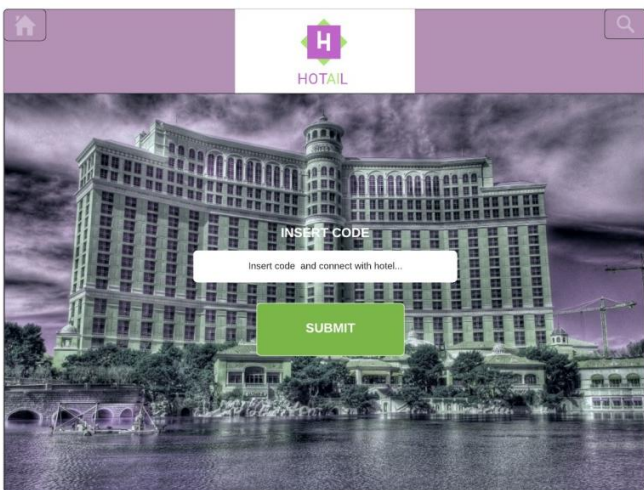 H
HOTAIL
INSERT CODE
Insert code  and connect with hotel...
SUBMIT